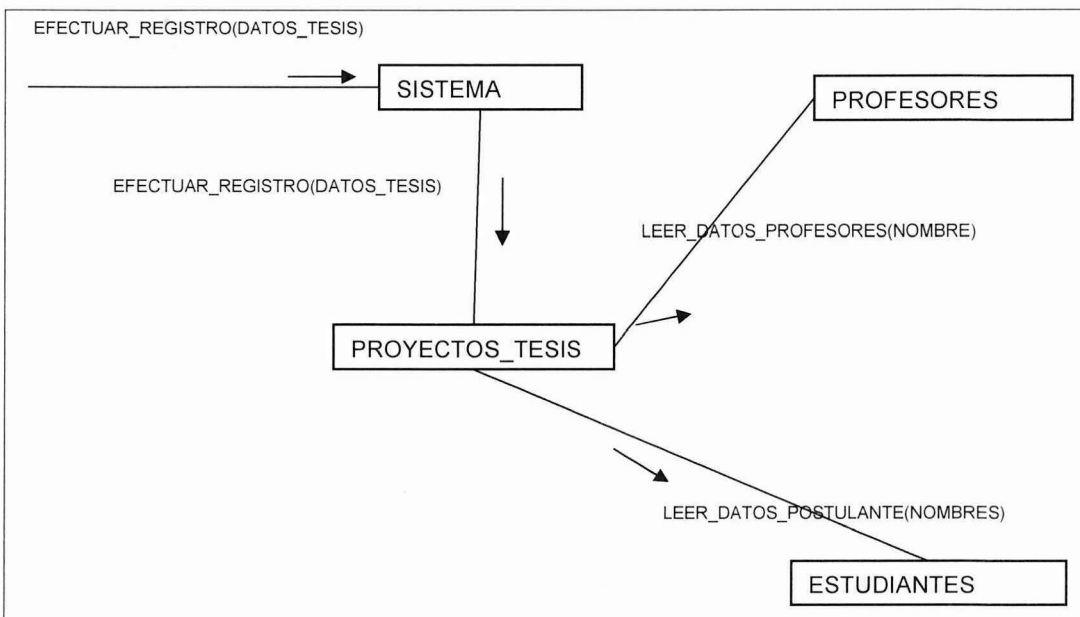 EFECTUAR_REGISTRO(DATOS_TESIS)
SISTEMA
PROFESORES
EFECTUAR_REGISTRO(DATOS_TESIS)
LEER_DATOS_PROFESORES(NOMBRE)
PROYECTOS_TESIS
LEER_DATOS_POSTULANTE(NOMBRES)
ESTUDIANTES